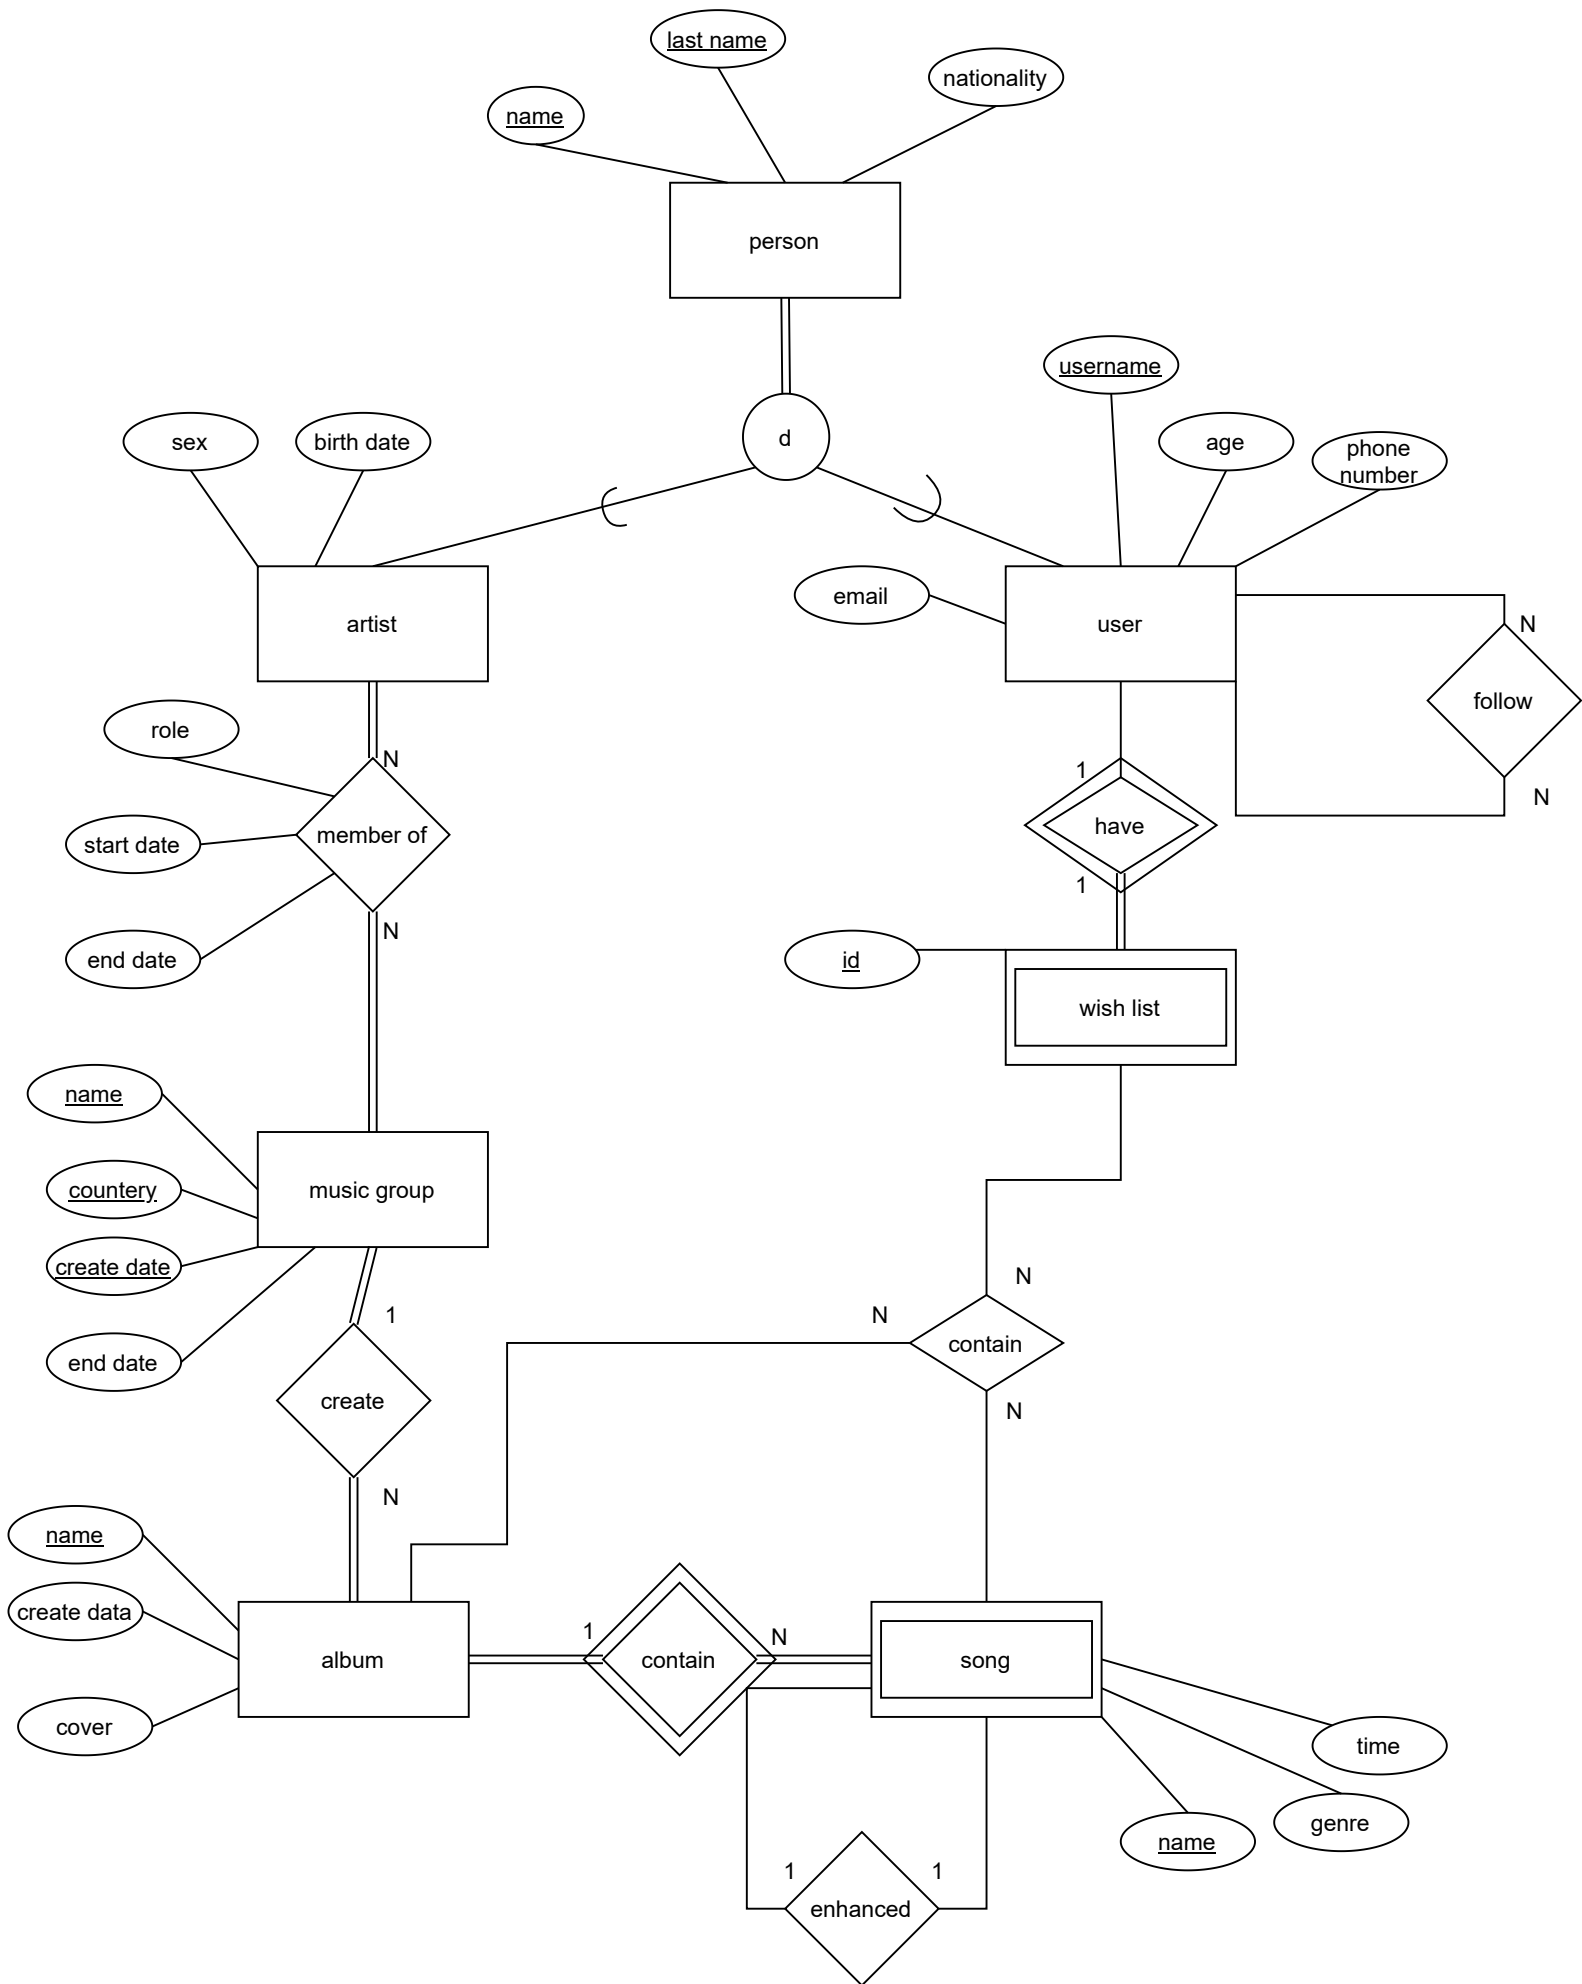 last name
nationality
name
person
username
d
sex
birth date
age
phone
number
email
artist
user
N
follow
role
N
1
N
start date
member of
have
1
N
end date
id
wish list
name
countery
music group
create date
N
1
N
end date
contain
create
N
N
name
create data
1
N
album
contain
song
cover
time
genre
name
1
1
enhanced